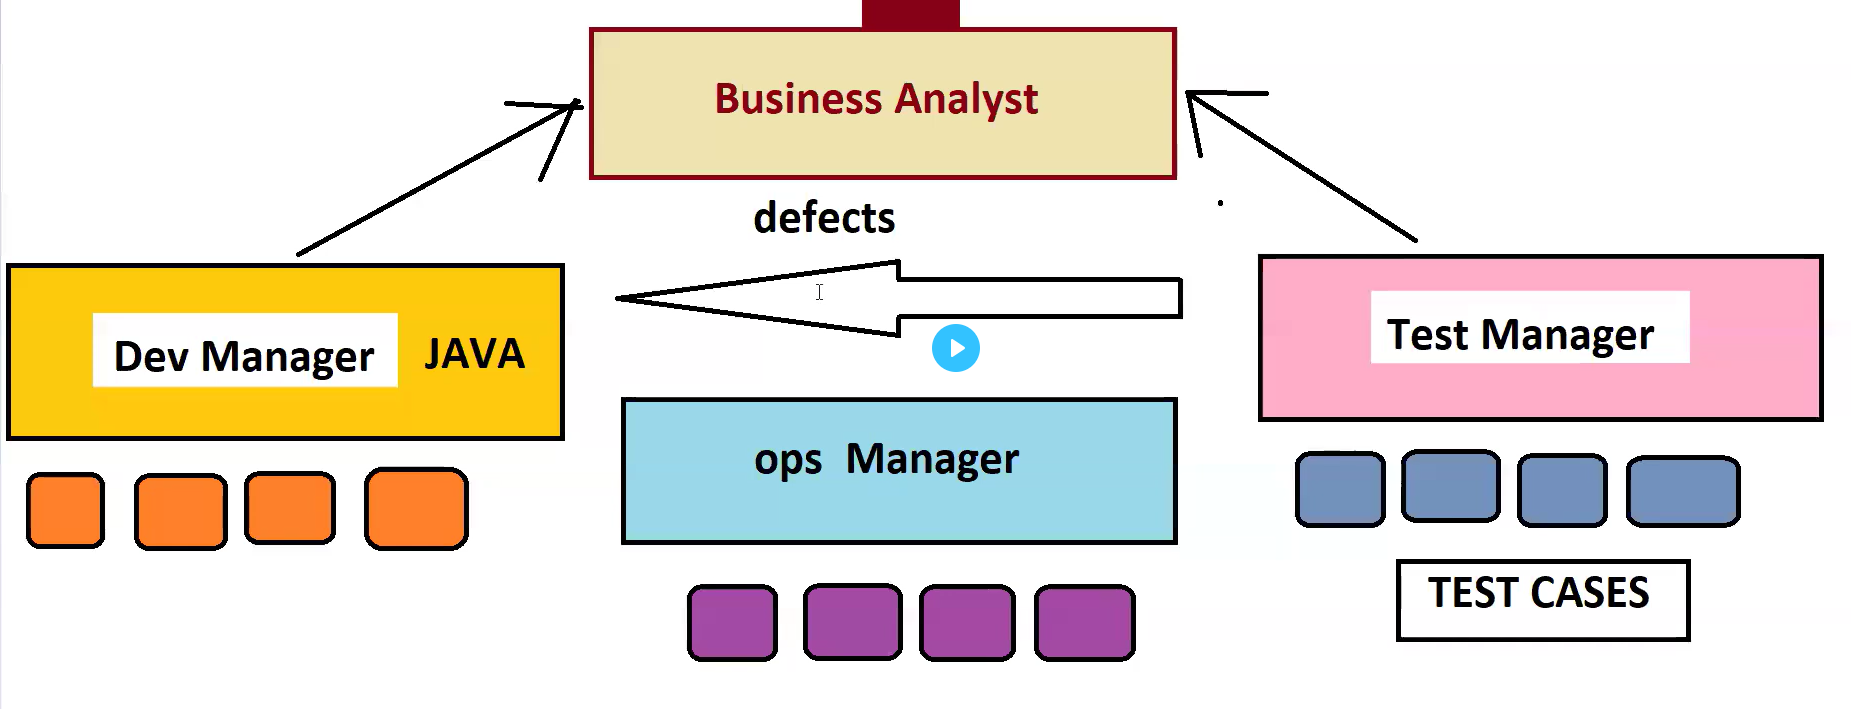 Business Analyst
defects
Dev Manager
JAVA
Test Manager
ops  Manager
TEST CASES